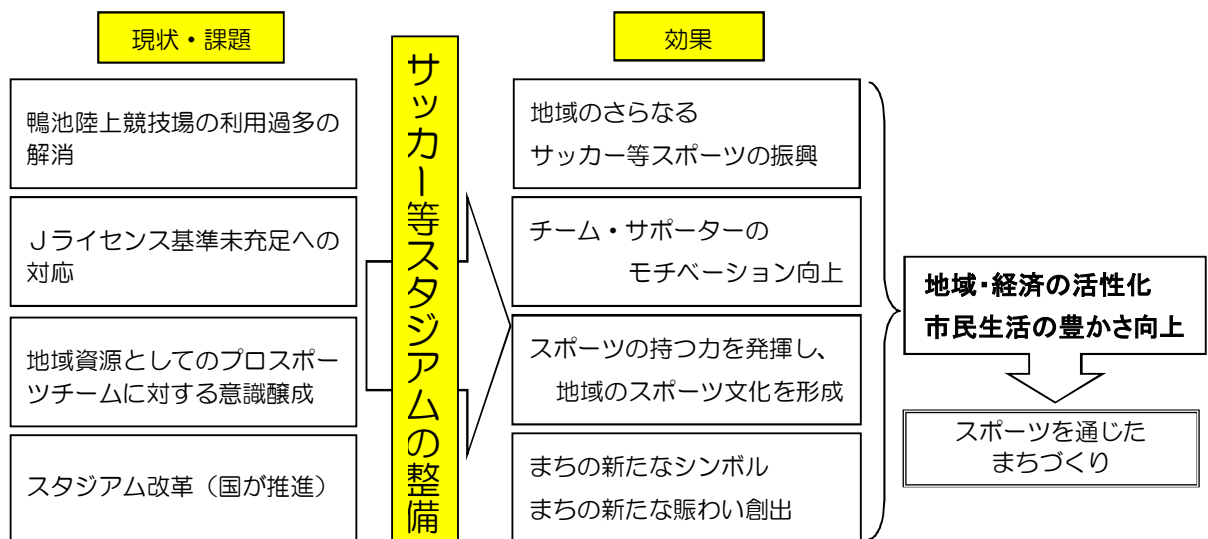 現状・課題
鴨池陸上競技場の利用過多の
解消
Ｊライセンス基準未充足への
対応
地域資源としてのプロスポー
ツチームに対する意識醸成
スタジアム改革（国が推進）
サッカー等スタジアムの整備
効果
地域のさらなる
サッカー等スポーツの振興
チーム・サポーターの
モチベーション向上
スポーツの持つ力を発揮し、
地域のスポーツ文化を形成
まちの新たなシンボル
まちの新たな賑わい創出
地域・経済の活性化
市民生活の豊かさ向上
スポーツを通じた
まちづくり